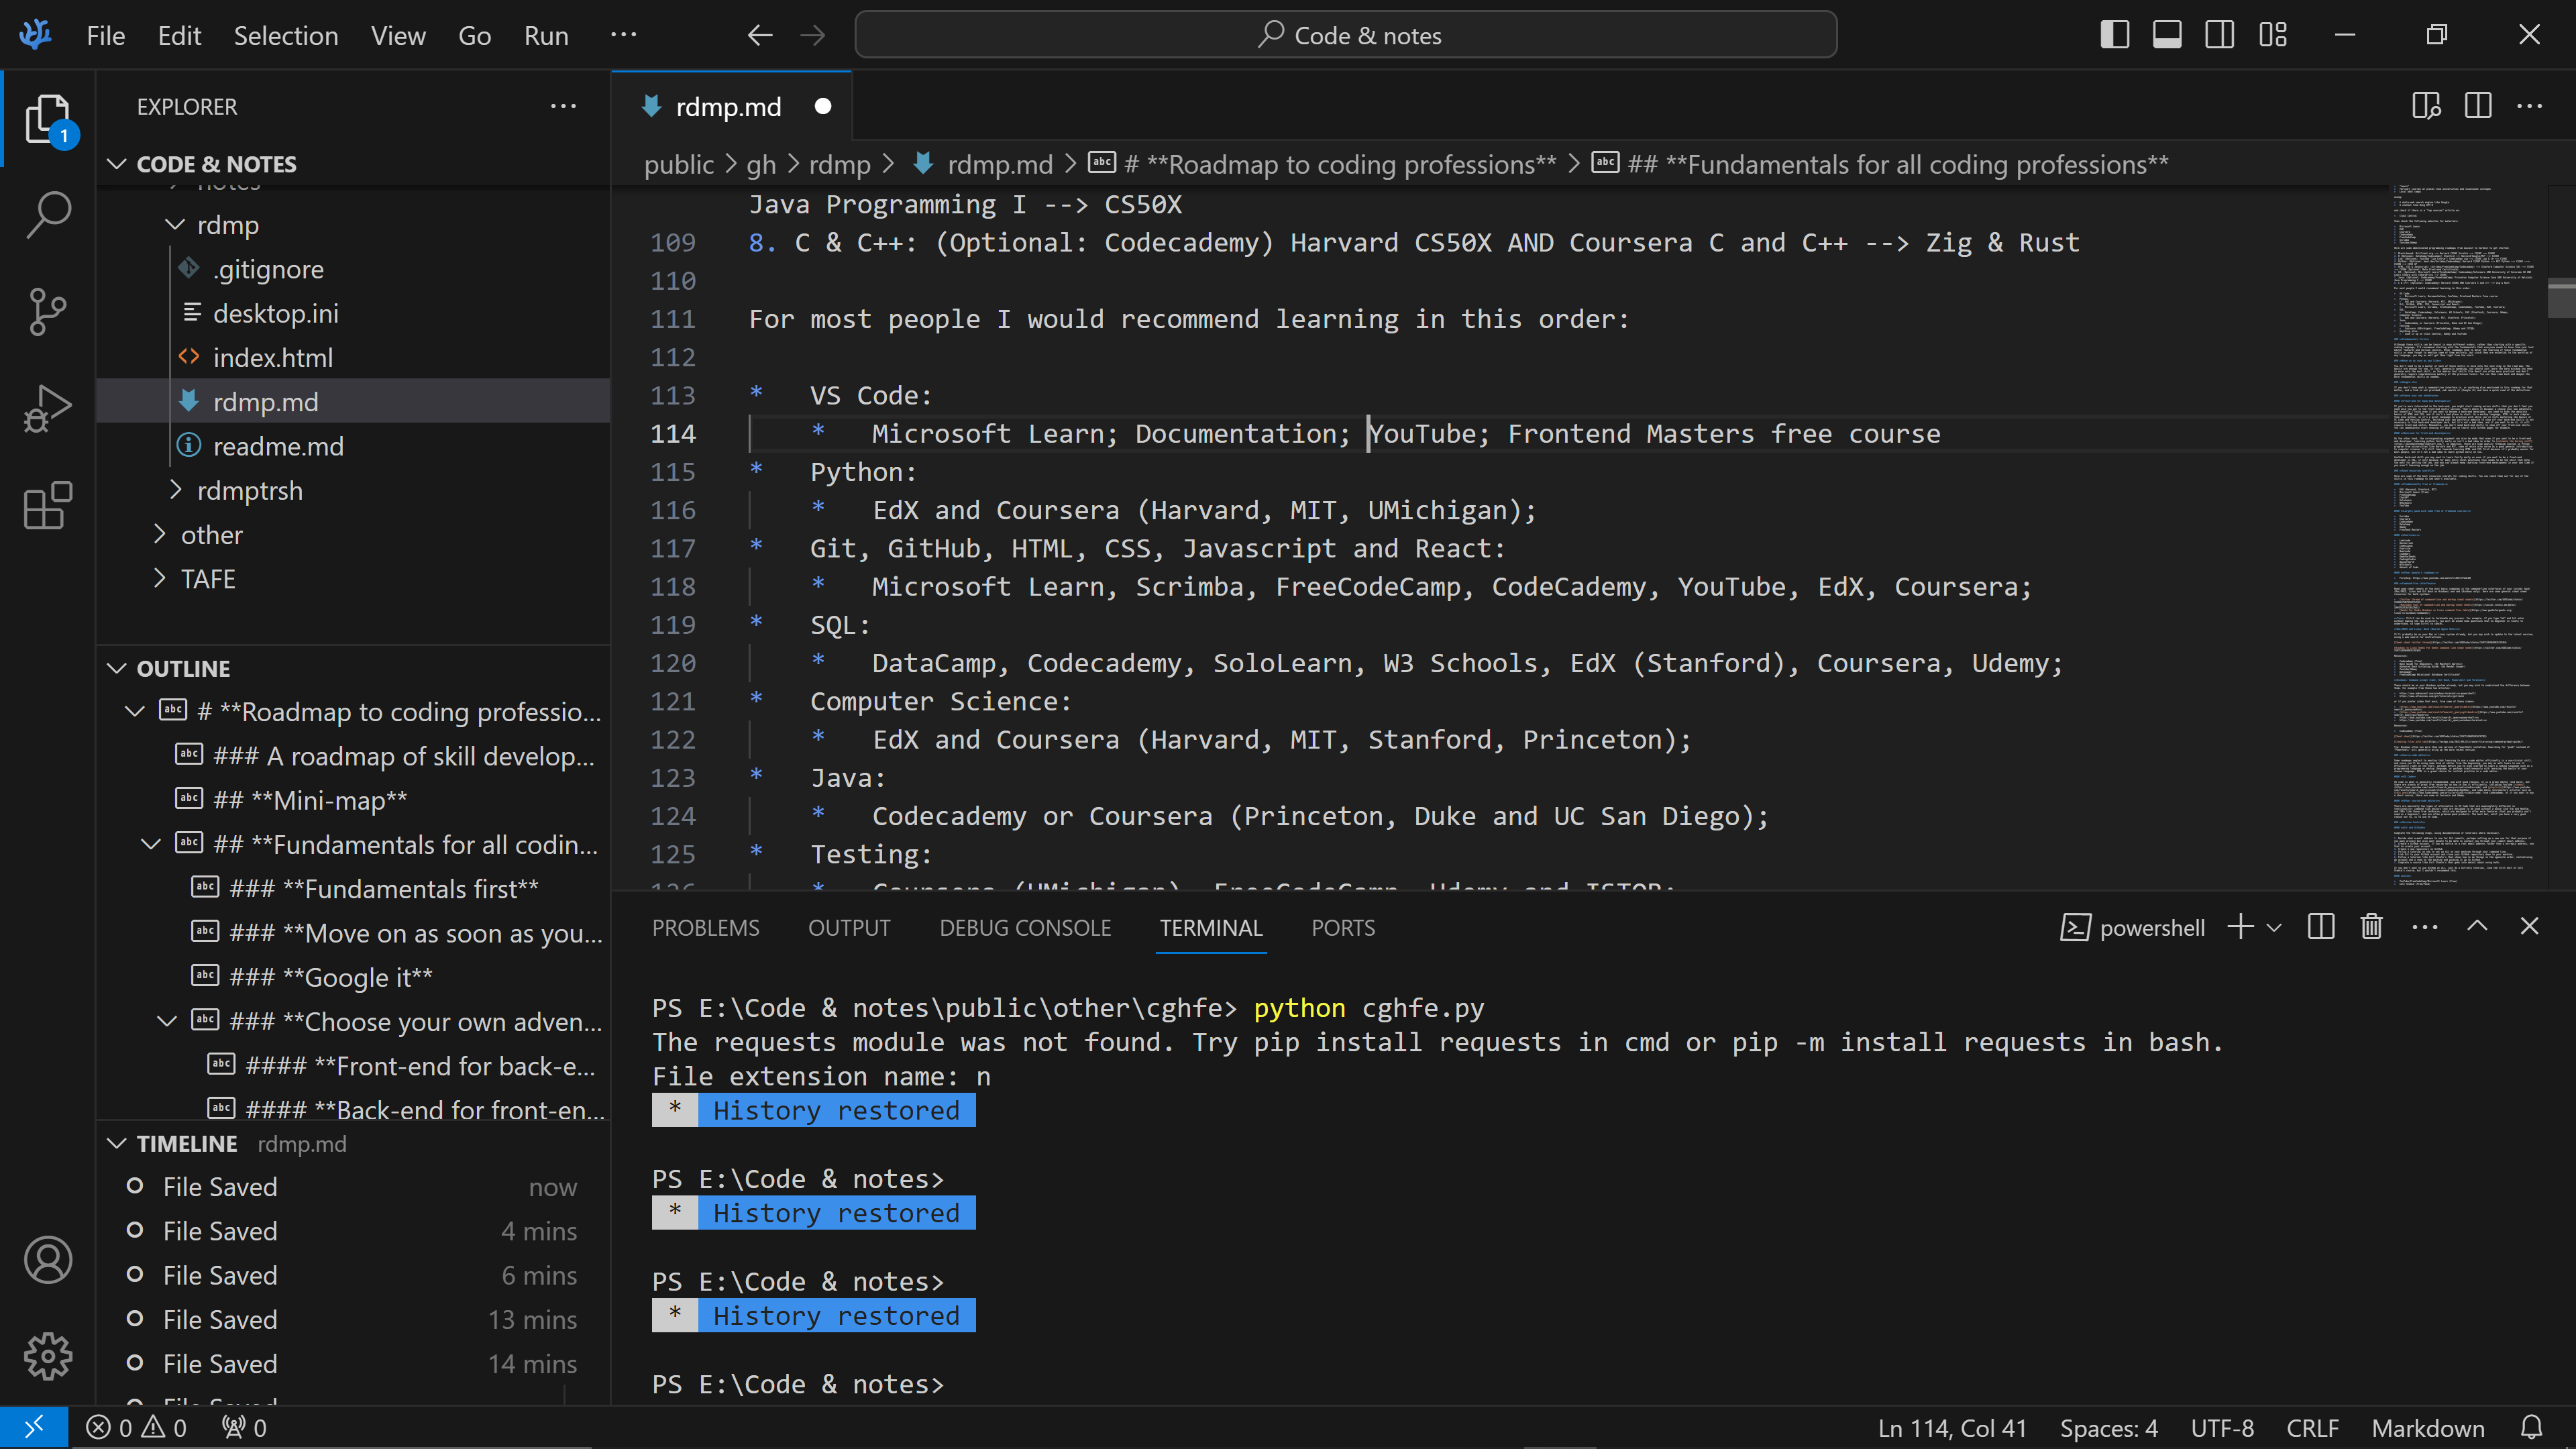 File Edit Selection View Go Run ··· Code & notes
EXPLORER
CODE & NOTES
notes
rdmp
.gitignore
desktop.ini
index.html
rdmp.md
readme.md
rdmptrsh
other
TAFE
OUTLINE
# **Roadmap to coding professio...
### A roadmap of skill develop...
## **Mini-map**
## **Fundamentals for all codin...
### **Fundamentals first**
### **Move on as soon as you...
### **Google it**
### **Choose your own adven...
#### **Front-end for back-e...
#### **Back-end for front-en...
TIMELINE rdmp.md
File Saved now
File Saved 4 mins
File Saved 6 mins
File Saved 13 mins
File Saved 14 mins
File Saved
1
rdmp.md
public > gh > rdmp > rdmp.md > # **Roadmap to coding professions** > ## **Fundamentals for all coding professions**
Java Programming I --> CS50X
109 8. C & C++: (Optional: Codecademy) Harvard CS50X AND Coursera C and C++ --> Zig & Rust
110
111 For most people I would recommend learning in this order:
112
113 * VS Code:
114 * Microsoft Learn; Documentation; YouTube; Frontend Masters free course
115 * Python:
116 * EdX and Coursera (Harvard, MIT, UMichigan);
117 * Git, GitHub, HTML, CSS, Javascript and React:
118 * Microsoft Learn, Scrimba, FreeCodeCamp, CodeCademy, YouTube, EdX, Coursera;
119 * SQL:
120 * DataCamp, Codecademy, SoloLearn, W3 Schools, EdX (Stanford), Coursera, Udemy;
121 * Computer Science:
122 * EdX and Coursera (Harvard, MIT, Stanford, Princeton);
123 * Java:
124 * Codecademy or Coursera (Princeton, Duke and UC San Diego);
125 * Testing:
126 * Coursera (UMichigan), FreeCodeCamp, Udemy and ISTQB;
PROBLEMS OUTPUT DEBUG CONSOLE TERMINAL PORTS powershell
PS E:\Code & notes\public\other\cghfe> python cghfe.py
The requests module was not found. Try pip install requests in cmd or pip -m install requests in bash.
File extension name: n
* History restored
PS E:\Code & notes>
* History restored
PS E:\Code & notes>
* History restored
PS E:\Code & notes>
0 0 0 Ln 114, Col 41 Spaces: 4 UTF-8 CRLF Markdown